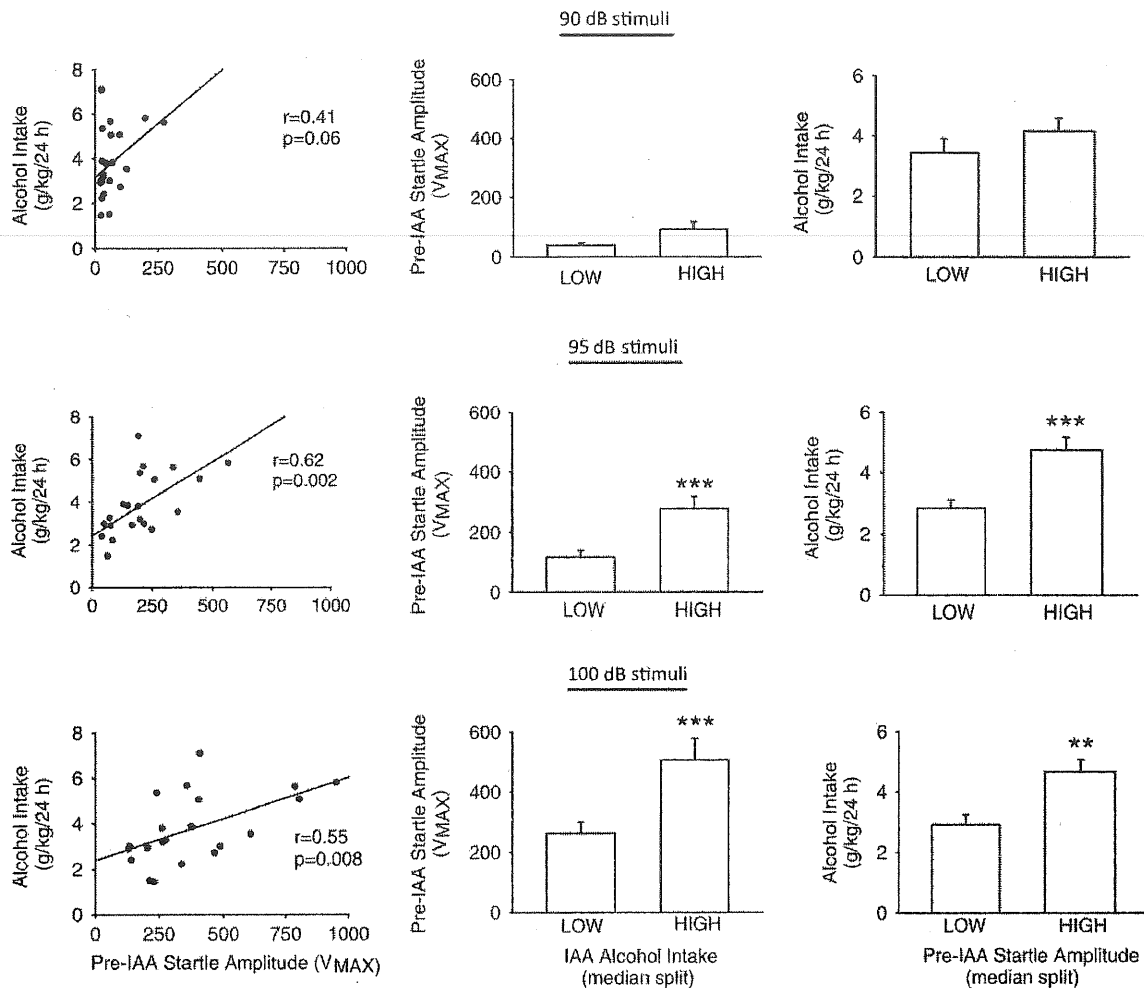 90 dB stimuli
Alcohol Intake
(g/kg/24 h)
8
6
4
2
0
0 250 500 750 1000
r=0.41
p=0.06
Pre-IAA Startle Amplitude
(VMAX)
600
400
200
0
LOW HIGH
Alcohol Intake
(g/kg/24 h)
6
4
2
0
LOW HIGH
95 dB stimuli
Alcohol Intake
(g/kg/24 h)
8
6
4
2
0
0 250 500 750 1000
r=0.62
p=0.002
Pre-IAA Startle Amplitude
(VMAX)
600
400
200
0
***
LOW HIGH
Alcohol Intake
(g/kg/24 h)
6
4
2
0
***
LOW HIGH
100 dB stimuli
Alcohol Intake
(g/kg/24 h)
8
6
4
2
0
0 250 500 750 1000
r=0.55
p=0.008
Pre-IAA Startle Amplitude (VMAX)
Pre-IAA Startle Amplitude
(VMAX)
600
400
200
0
***
LOW HIGH
IAA Alcohol Intake
(median split)
Alcohol Intake
(g/kg/24 h)
6
4
2
0
**
LOW HIGH
Pre-IAA Startle Amplitude
(median split)